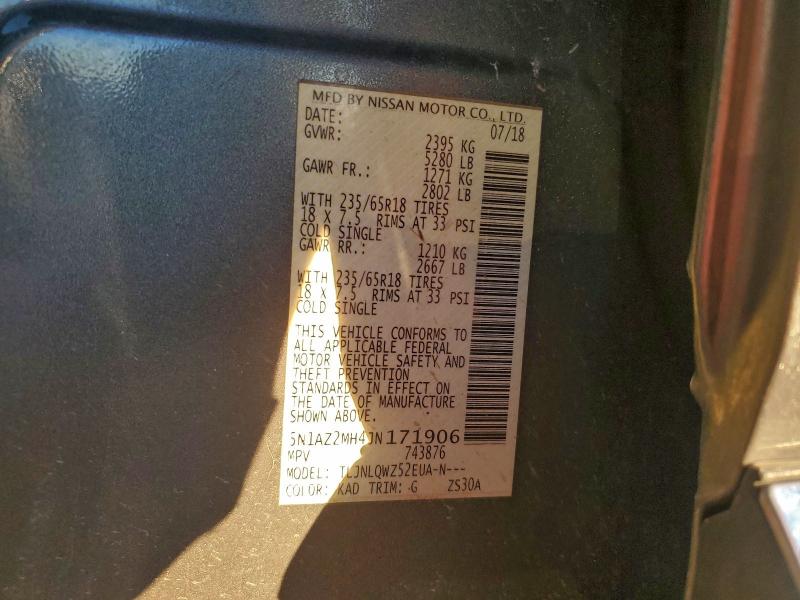 MFD BY NISSAN MOTOR CO., LTD.
DATE: 07/18
GVWR: 2395 KG
5280 LB
GAWR FR.: 1271 KG
2802 LB
WITH 235/65R18 TIRES
18 X 7.5 RIMS AT 33 PSI
COLD SINGLE
GAWR RR.: 1210 KG
2667 LB
WITH 235/65R18 TIRES
18 X 7.5 RIMS AT 33 PSI
COLD SINGLE
THIS VEHICLE CONFORMS TO
ALL APPLICABLE FEDERAL
MOTOR VEHICLE SAFETY AND
THEFT PREVENTION
STANDARDS IN EFFECT ON
THE DATE OF MANUFACTURE
SHOWN ABOVE.
5N1AZ2MH4JN171906
MPV 743876
MODEL: TLJNLQWZ52EUA-N---
COLOR: KAD TRIM: G ZS30A